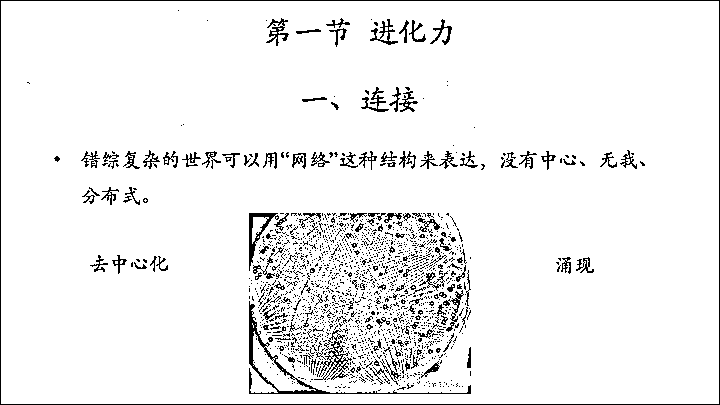 第一节 进化力
一、连接
• 错综复杂的世界可以用“网络”这种结构来表达，没有中心、无我、
分布式。
去中心化
涌现